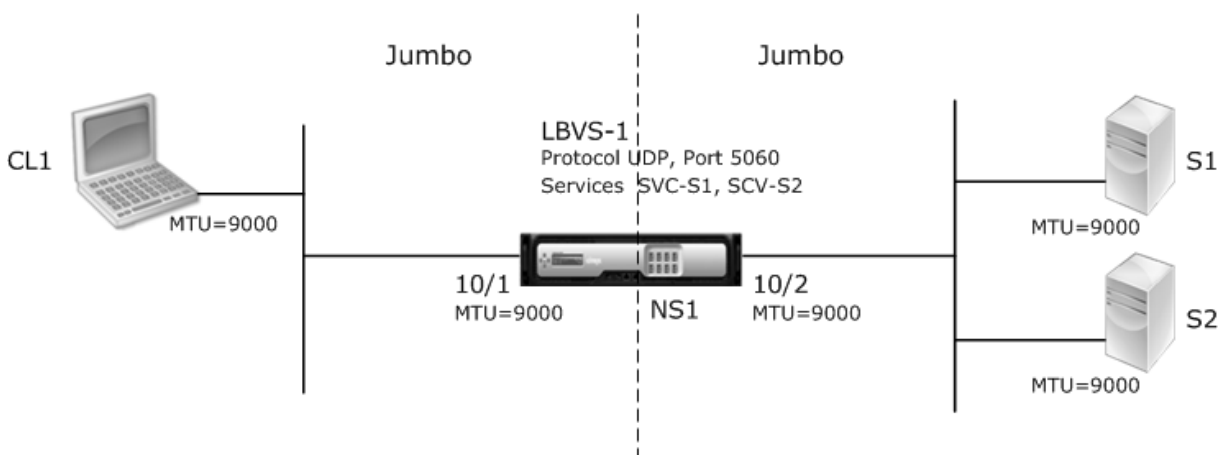 Jumbo
Jumbo
LBVS-1
Protocol UDP, Port 5060
Services SVC-S1, SCV-S2
CL1
MTU=9000
S1
MTU=9000
10/1
MTU=9000
NS1
10/2
MTU=9000
S2
MTU=9000